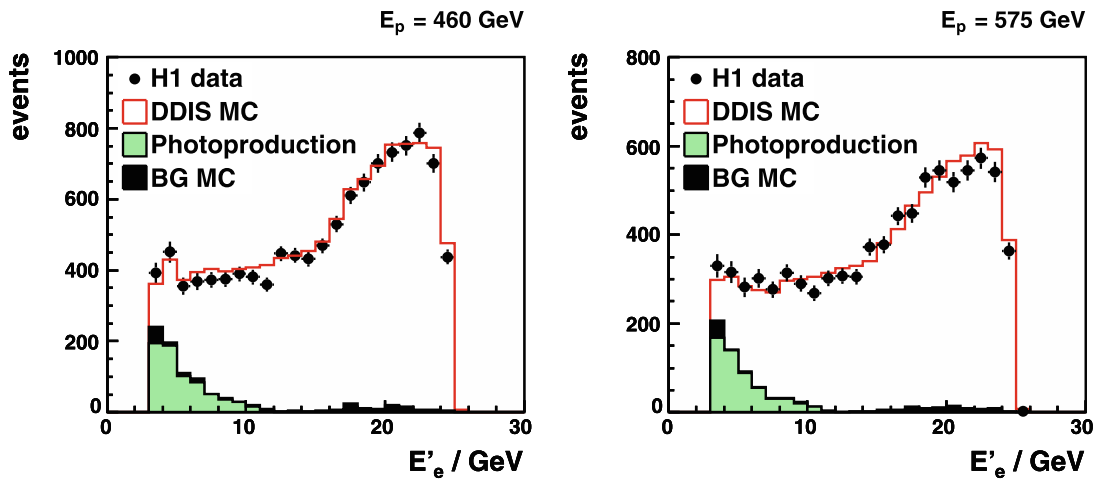 E_p = 460 GeV
events
1000
800
600
400
200
0
H1 data
DDIS MC
Photoproduction
BG MC
0 10 20 30
E'_e / GeV
E_p = 575 GeV
events
800
600
400
200
0
H1 data
DDIS MC
Photoproduction
BG MC
0 10 20 30
E'_e / GeV